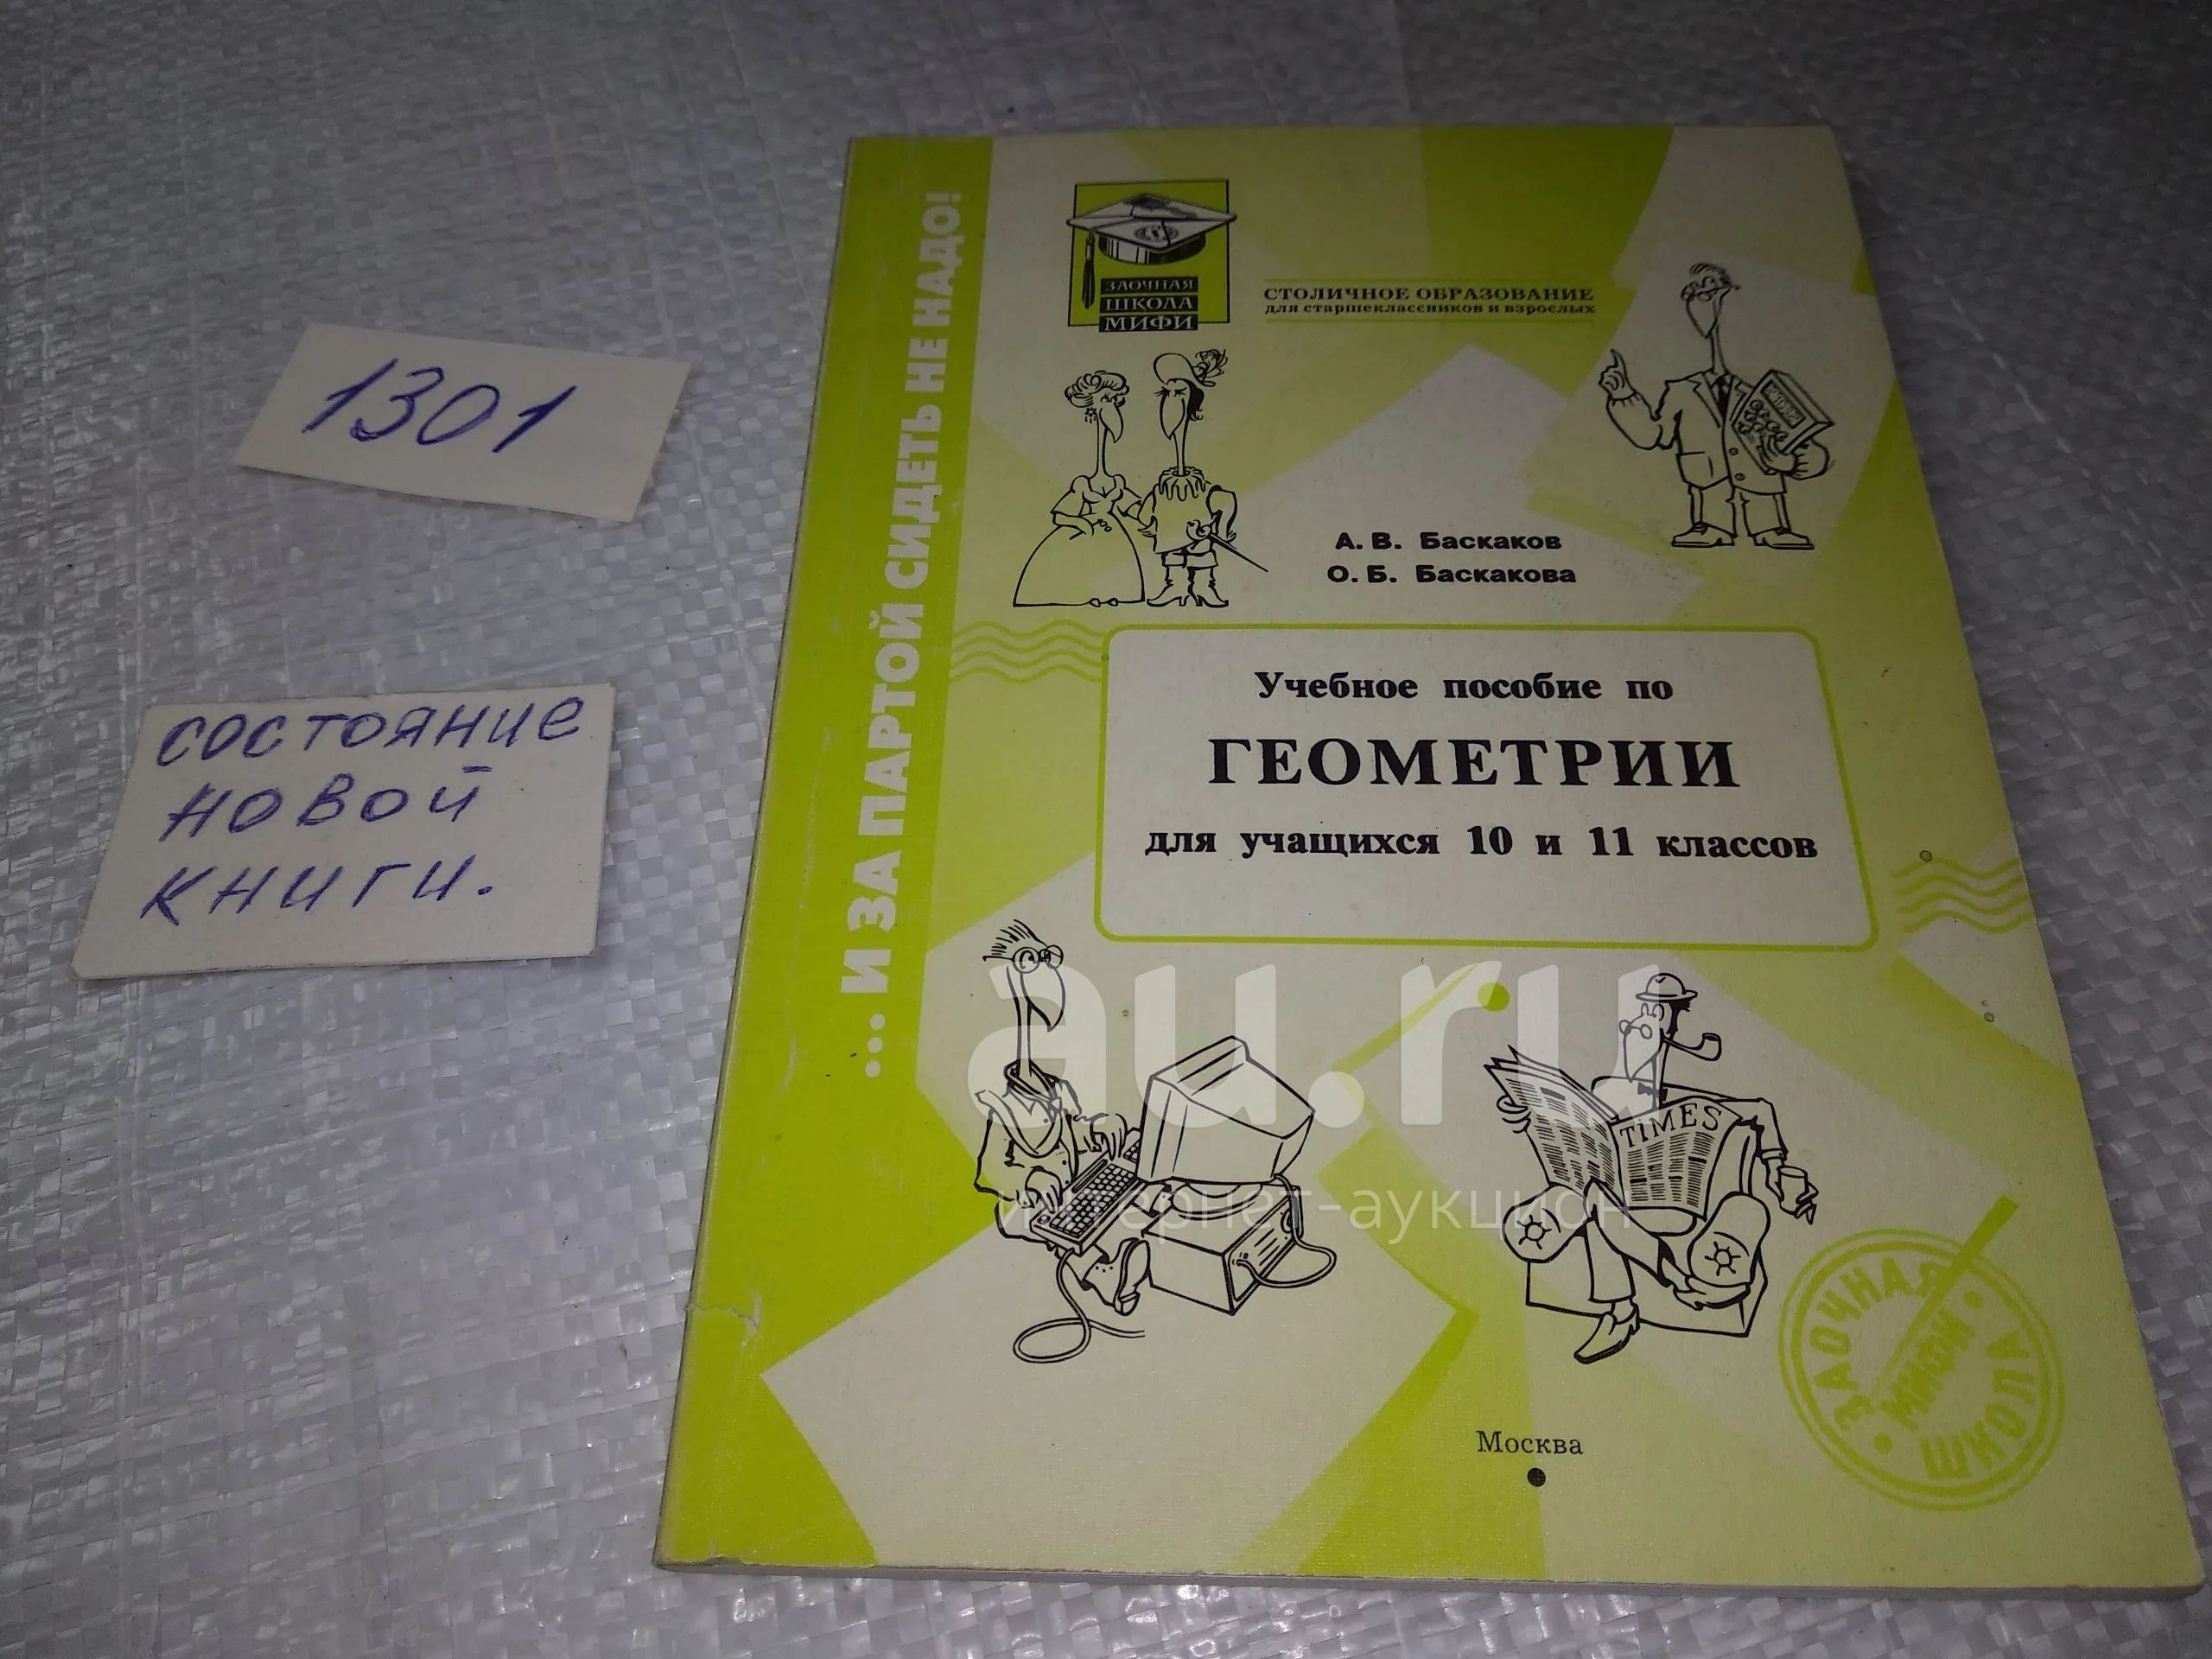 1301
состояние
новой
книги.
... И ЗА ПАРТОЙ СИДЕТЬ НЕ НАДО!
ЗАОЧНАЯ
ШКОЛА
МИФИ
СТОЛИЧНОЕ ОБРАЗОВАНИЕ
для старшеклассников и взрослых
А. В. Баскаков
О. Б. Баскакова
Учебное пособие по
ГЕОМЕТРИИ
для учащихся 10 и 11 классов
au.ru
интернет-аукцион
TIMES
ЗАОЧНАЯ
МИФИ
ШКОЛА
Москва